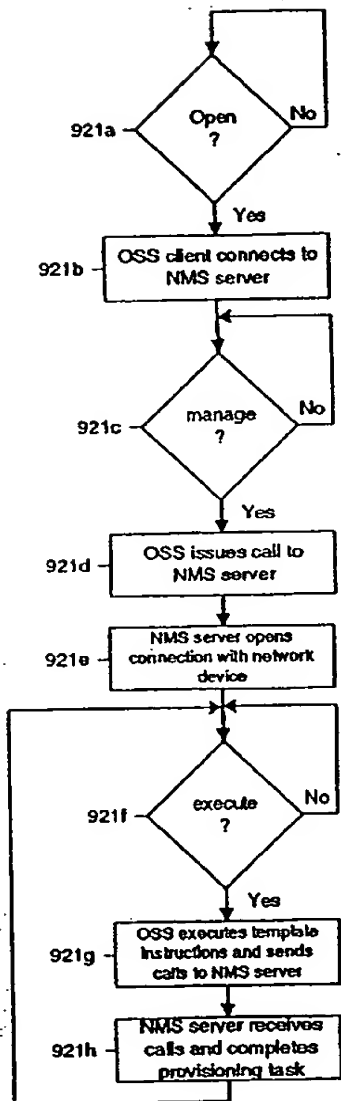 Open
?
No
921a
Yes
OSS client connects to
NMS server
921b
manage
?
No
921c
Yes
OSS issues call to
NMS server
921d
NMS server opens
connection with network
device
921e
execute
?
No
921f
Yes
OSS executes template
instructions and sends
calls to NMS server
921g
NMS server receives
calls and completes
provisioning task
921h